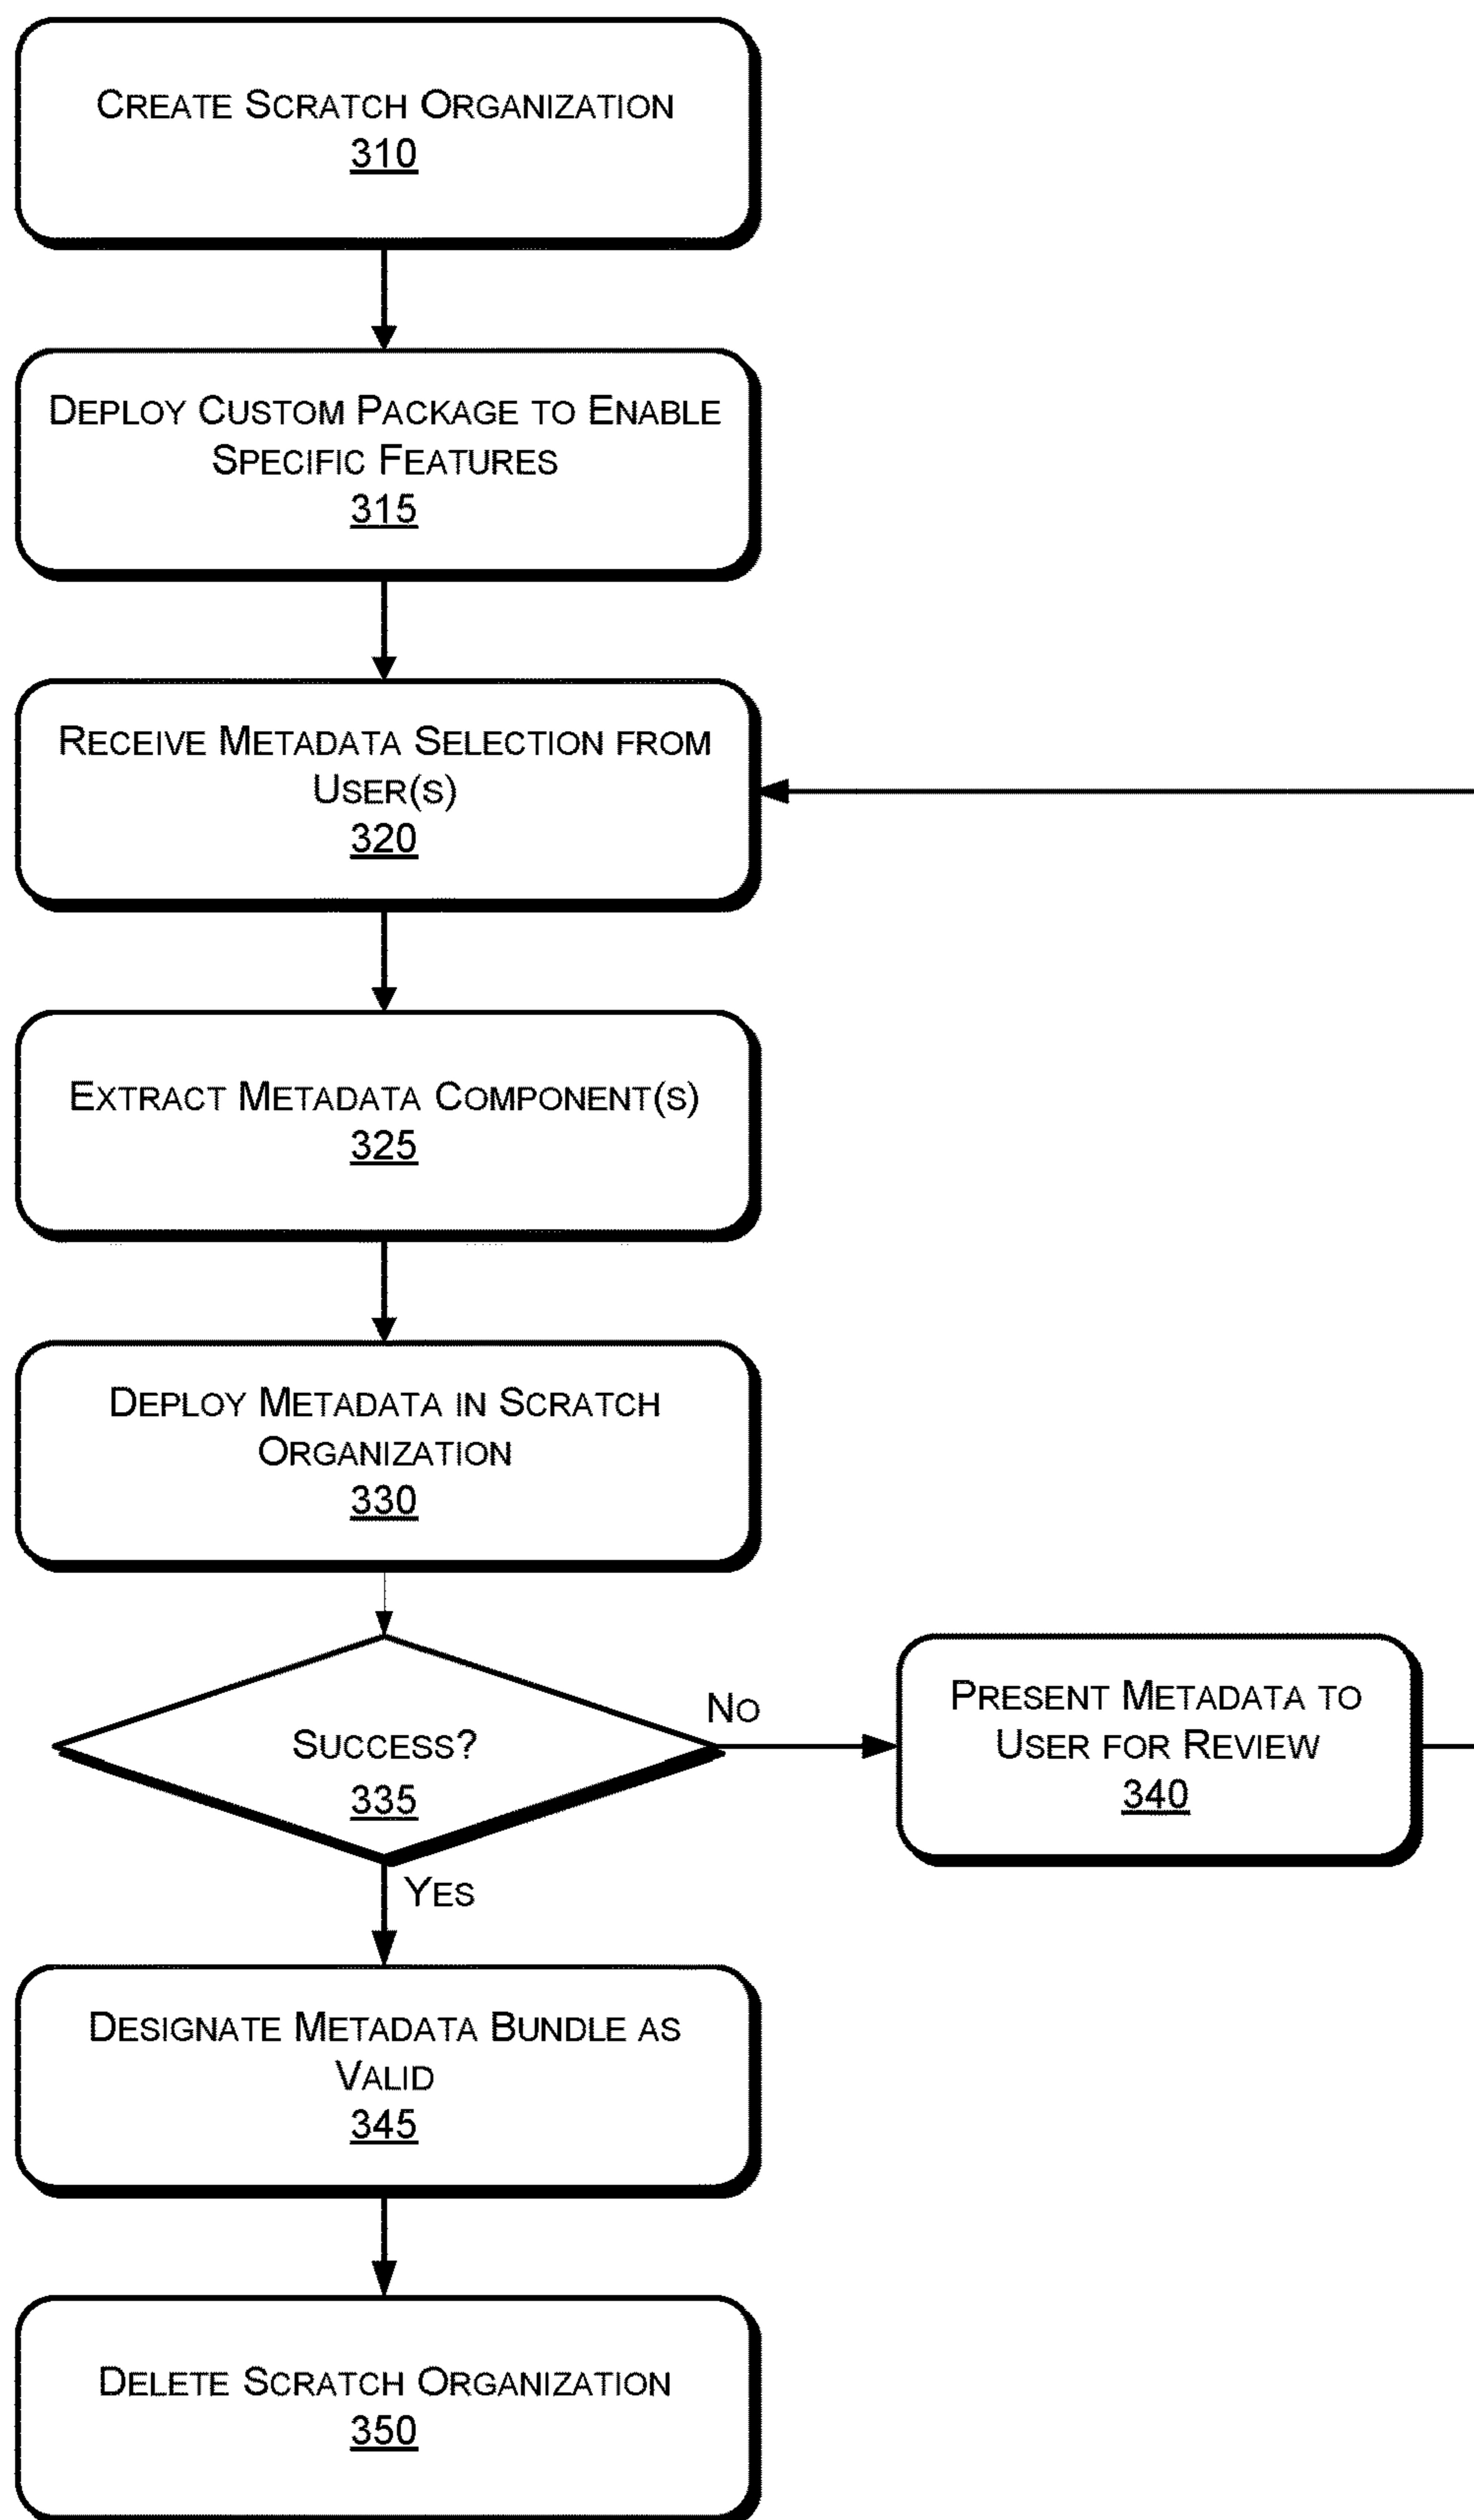 CREATE SCRATCH ORGANIZATION
310
DEPLOY CUSTOM PACKAGE TO ENABLE
SPECIFIC FEATURES
315
RECEIVE METADATA SELECTION FROM
USER(S)
320
EXTRACT METADATA COMPONENT(S)
325
DEPLOY METADATA IN SCRATCH
ORGANIZATION
330
SUCCESS?
335
NO
PRESENT METADATA TO
USER FOR REVIEW
340
YES
DESIGNATE METADATA BUNDLE AS
VALID
345
DELETE SCRATCH ORGANIZATION
350